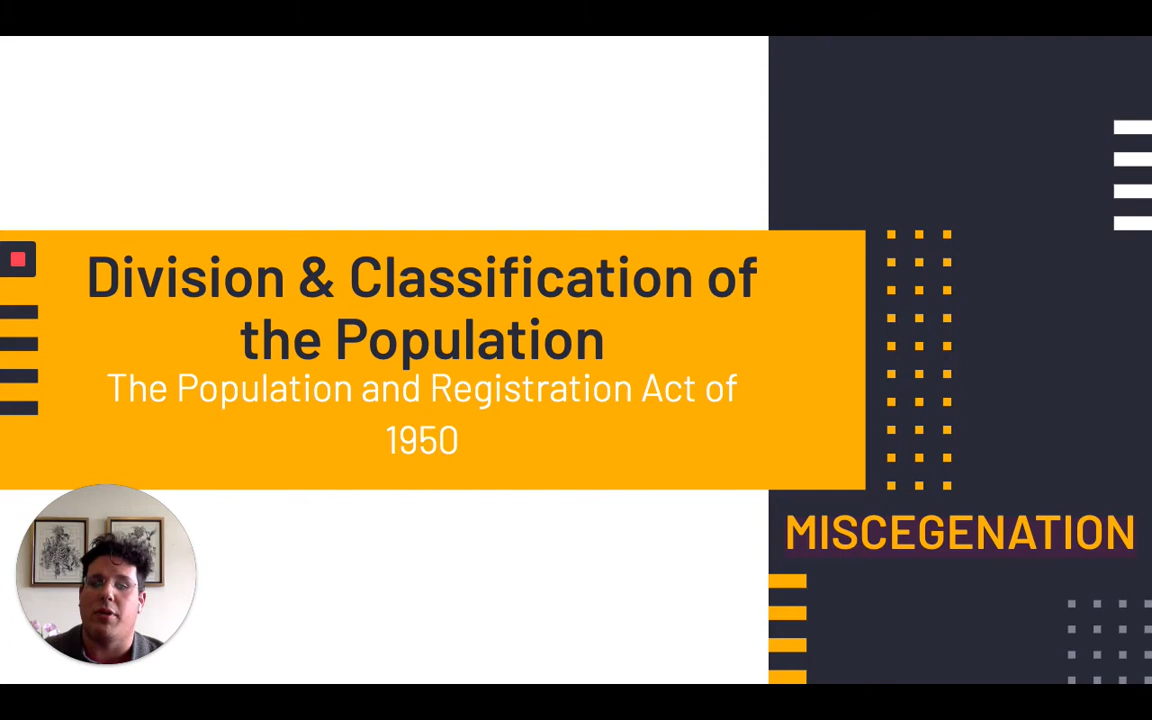 Division & Classification of
the Population
The Population and Registration Act of
1950
MISCEGENATION